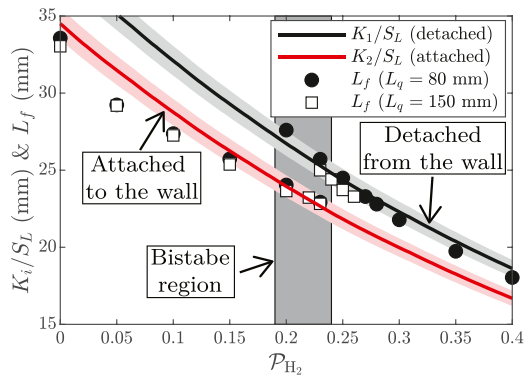 K_1/S_L (detached)
K_2/S_L (attached)
L_f (L_q = 80 mm)
L_f (L_q = 150 mm)
Attached
to the wall
Detached
from the wall
Bistabe
region
K_i/S_L (mm) & L_f (mm)
35
30
25
20
15
0
0.05
0.1
0.15
0.2
0.25
0.3
0.35
0.4
𝒫_H₂